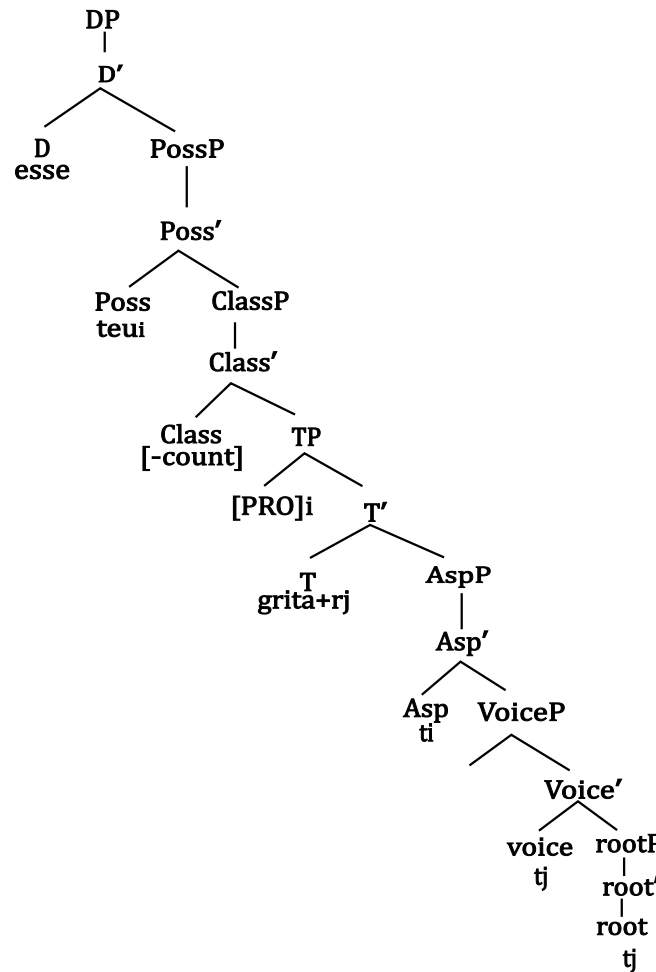 DP
D′
D PossP
esse
Poss′
Poss ClassP
teui
Class′
Class TP
[-count]
[PRO]i T′
T AspP
grita+rj
Asp′
Asp VoiceP
ti
Voice′
voice rootP
tj root′
root
tj